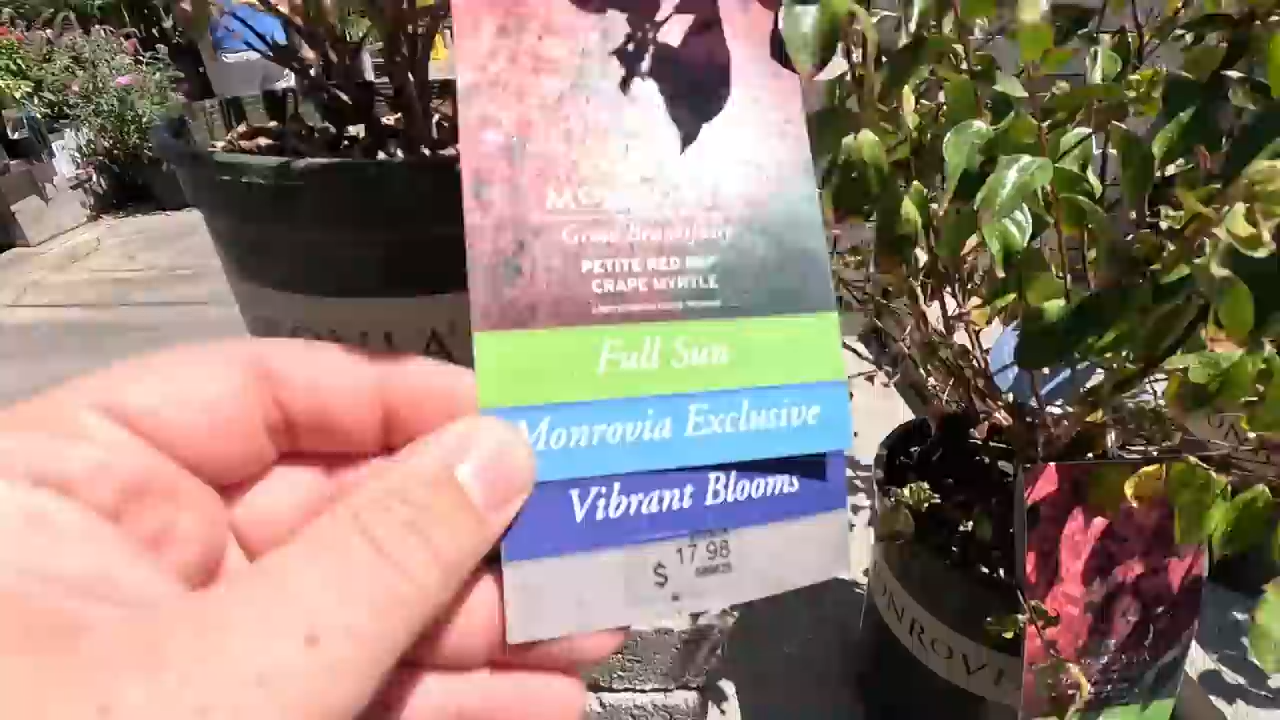 Grow Beautifully
PETITE RED
CRAPE MYRTLE
Full Sun
Monrovia Exclusive
Vibrant Blooms
$ 17.98